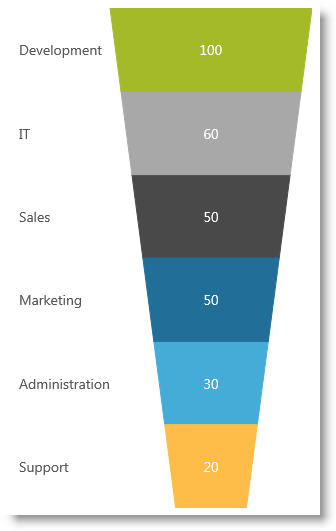 Development 100
IT 60
Sales 50
Marketing 50
Administration 30
Support 20